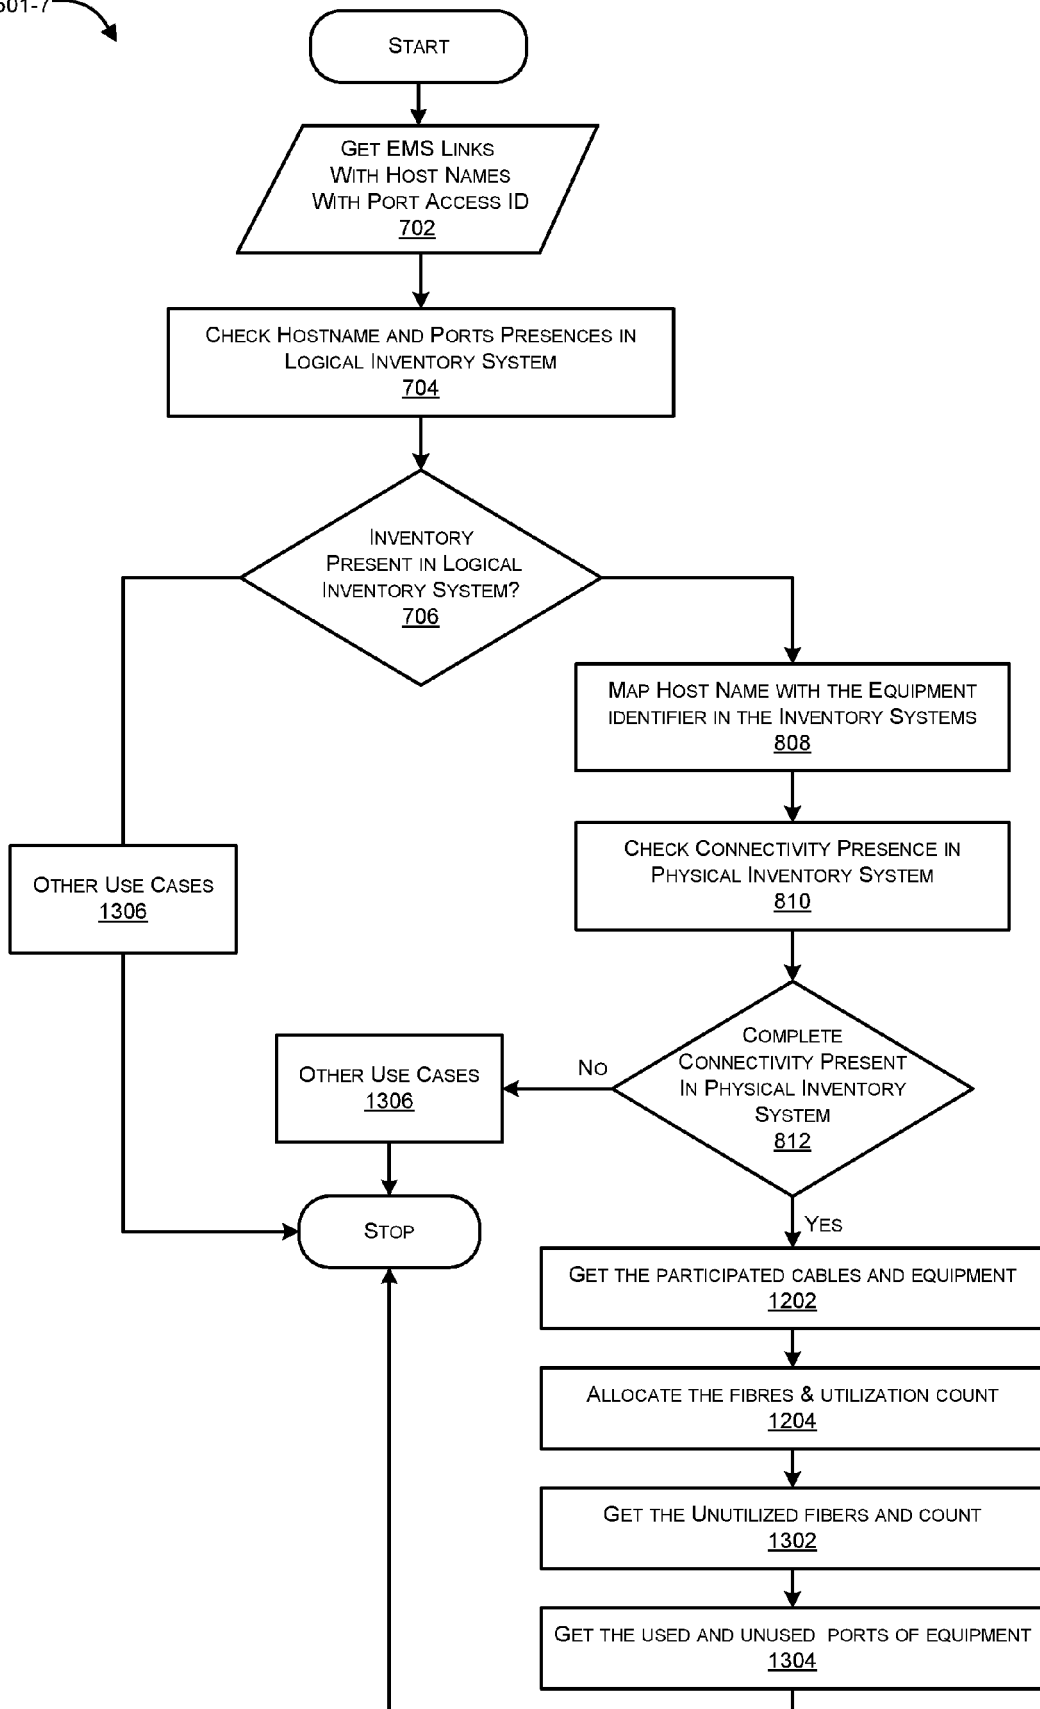 501-7
START
GET EMS LINKS
WITH HOST NAMES
WITH PORT ACCESS ID
702
CHECK HOSTNAME AND PORTS PRESENCES IN
LOGICAL INVENTORY SYSTEM
704
INVENTORY
PRESENT IN LOGICAL
INVENTORY SYSTEM?
706
MAP HOST NAME WITH THE EQUIPMENT
IDENTIFIER IN THE INVENTORY SYSTEMS
808
CHECK CONNECTIVITY PRESENCE IN
PHYSICAL INVENTORY SYSTEM
810
OTHER USE CASES
1306
COMPLETE
CONNECTIVITY PRESENT
IN PHYSICAL INVENTORY
SYSTEM
812
NO
OTHER USE CASES
1306
STOP
YES
GET THE PARTICIPATED CABLES AND EQUIPMENT
1202
ALLOCATE THE FIBRES & UTILIZATION COUNT
1204
GET THE UNUTILIZED FIBERS AND COUNT
1302
GET THE USED AND UNUSED PORTS OF EQUIPMENT
1304